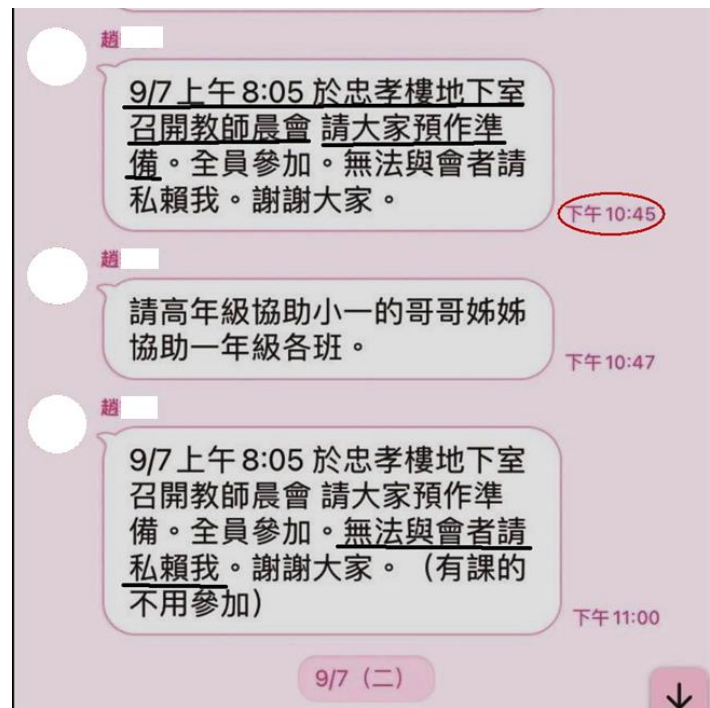 趙
9/7上午8:05於忠孝樓地下室
召開教師晨會 請大家預作準
備。全員參加。無法與會者請
私賴我。謝謝大家。
下午10:45
趙
請高年級協助小一的哥哥姊姊
協助一年級各班。
下午10:47
趙
9/7上午8:05於忠孝樓地下室
召開教師晨會 請大家預作準
備。全員參加。無法與會者請
私賴我。謝謝大家。（有課的
不用參加）
下午11:00
9/7（二）